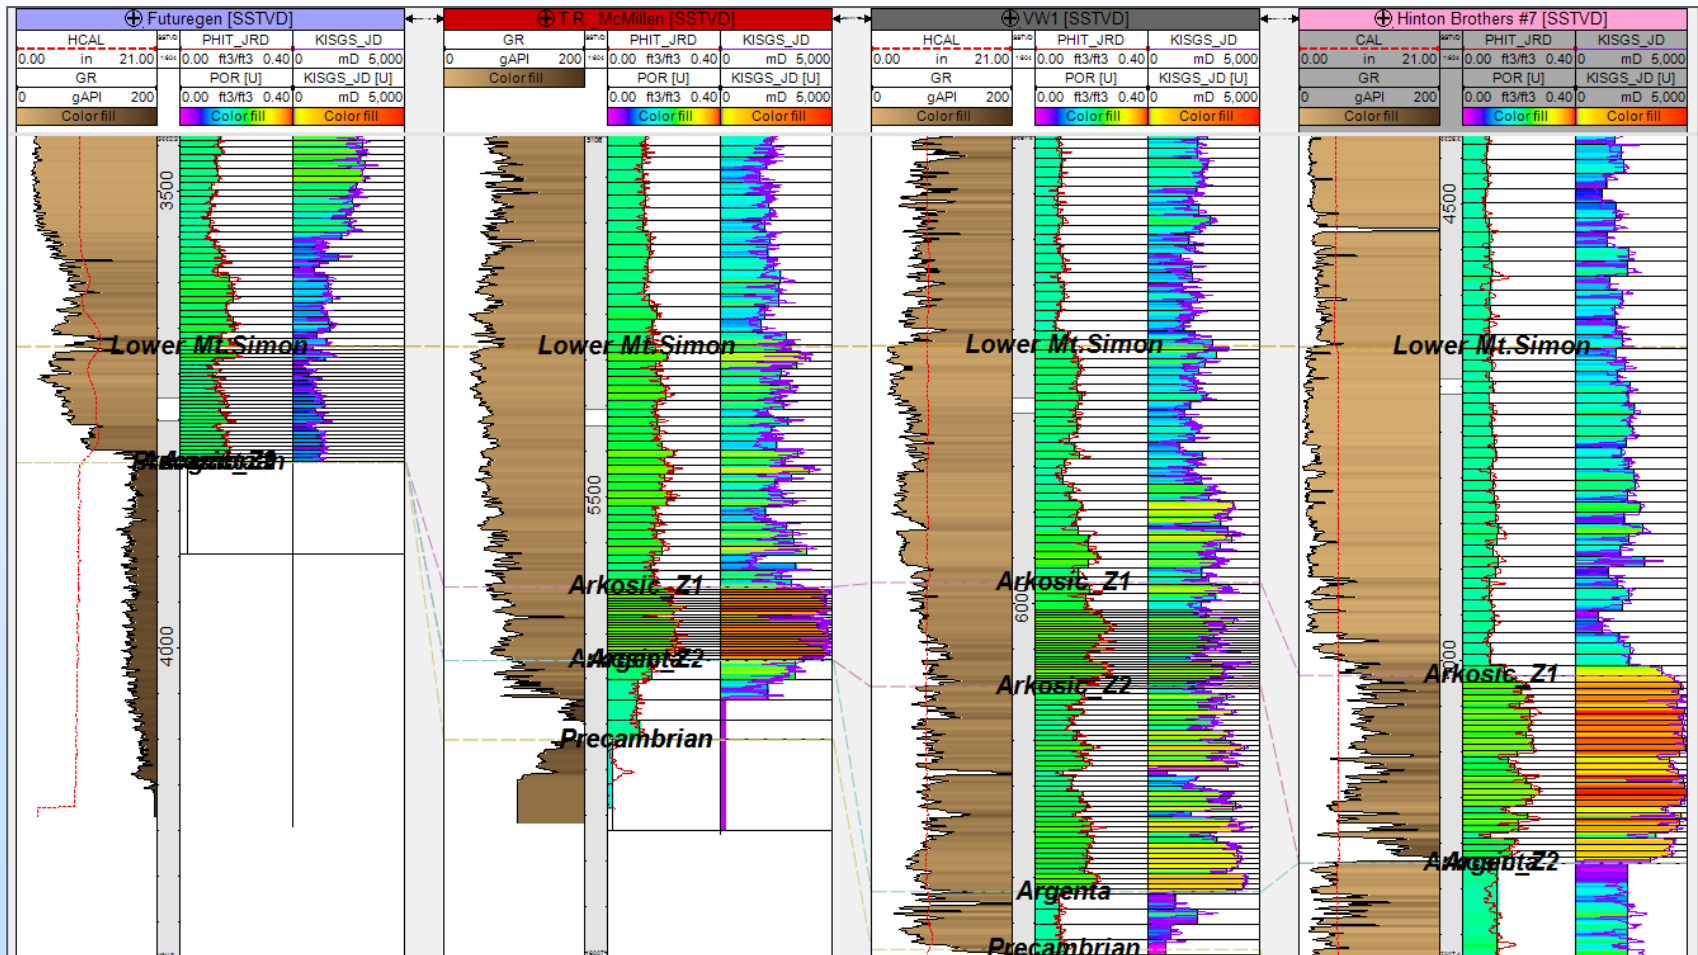 Futuregen [SSTVD]
HCAL
0.00 in 21.00
GR
0 gAPI 200
Color fill
PHIT_JRD
0.00 ft3/ft3 0.40
POR [U]
0.00 ft3/ft3 0.40
Color fill
KISGS_JD
0 mD 5,000
KISGS_JD [U]
0 mD 5,000
Color fill
3500
Lower Mt.Simon
4000
T.R._McMillen [SSTVD]
GR
0 gAPI 200
Color fill
PHIT_JRD
0.00 ft3/ft3 0.40
POR [U]
0.00 ft3/ft3 0.40
Color fill
KISGS_JD
0 mD 5,000
KISGS_JD [U]
0 mD 5,000
Color fill
Lower Mt.Simon
5500
Arkosic_Z1
Precambrian
VW1 [SSTVD]
HCAL
0.00 in 21.00
GR
0 gAPI 200
Color fill
PHIT_JRD
0.00 ft3/ft3 0.40
POR [U]
0.00 ft3/ft3 0.40
Color fill
KISGS_JD
0 mD 5,000
KISGS_JD [U]
0 mD 5,000
Color fill
Lower Mt.Simon
Arkosic_Z1
6000
Arkosic_Z2
Argenta
Precambrian
Hinton Brothers #7 [SSTVD]
CAL
0.00 in 21.00
GR
0 gAPI 200
Color fill
PHIT_JRD
0.00 ft3/ft3 0.40
POR [U]
0.00 ft3/ft3 0.40
Color fill
KISGS_JD
0 mD 5,000
KISGS_JD [U]
0 mD 5,000
Color fill
4500
Lower Mt.Simon
Arkosic_Z1